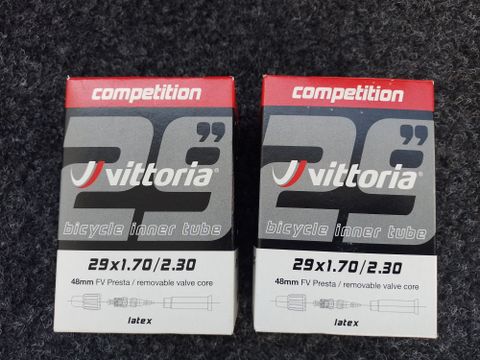 competition
29”
vittoria®
bicycle inner tube
29x1.70/2.30
48mm FV Presta / removable valve core
latex
competition
29”
vittoria®
bicycle inner tube
29x1.70/2.30
48mm FV Presta / removable valve core
latex